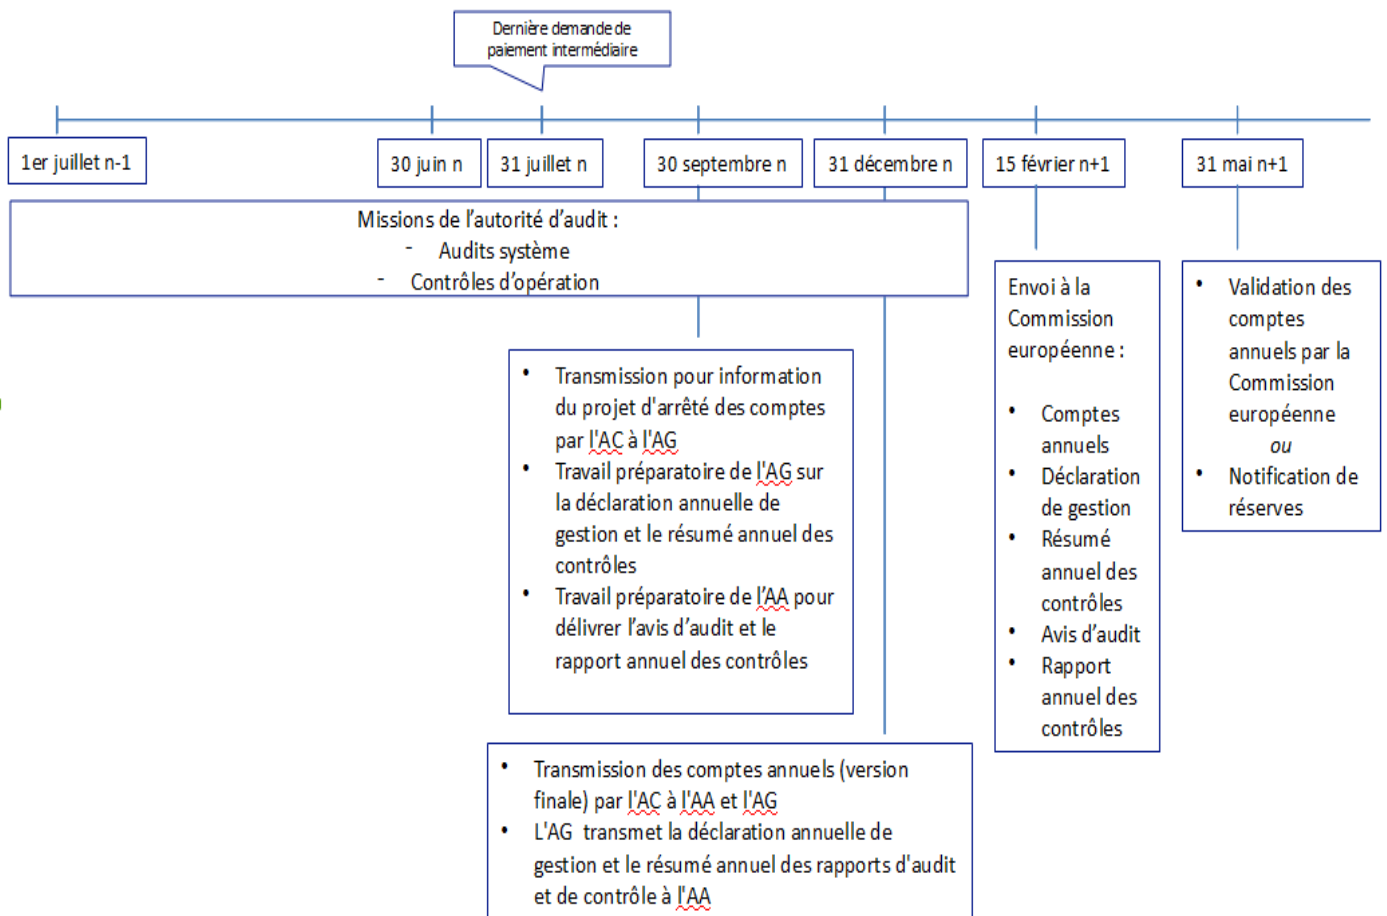 Dernière demande de
paiement intermédiaire
1er juillet n-1
30 juin n
31 juillet n
30 septembre n
31 décembre n
15 février n+1
31 mai n+1
Missions de l’autorité d’audit :
- Audits système
- Contrôles d’opération
• Transmission pour information
du projet d'arrêté des comptes
par l'AC à l'AG
• Travail préparatoire de l'AG sur
la déclaration annuelle de
gestion et le résumé annuel des
contrôles
• Travail préparatoire de l’AA pour
délivrer l’avis d’audit et le
rapport annuel des contrôles
• Transmission des comptes annuels (version
finale) par l'AC à l'AA et l'AG
• L'AG transmet la déclaration annuelle de
gestion et le résumé annuel des rapports d'audit
et de contrôle à l'AA
Envoi à la
Commission
européenne :
• Comptes
annuels
• Déclaration
de gestion
• Résumé
annuel des
contrôles
• Avis d’audit
• Rapport
annuel des
contrôles
• Validation des
comptes
annuels par la
Commission
européenne
ou
• Notification de
réserves